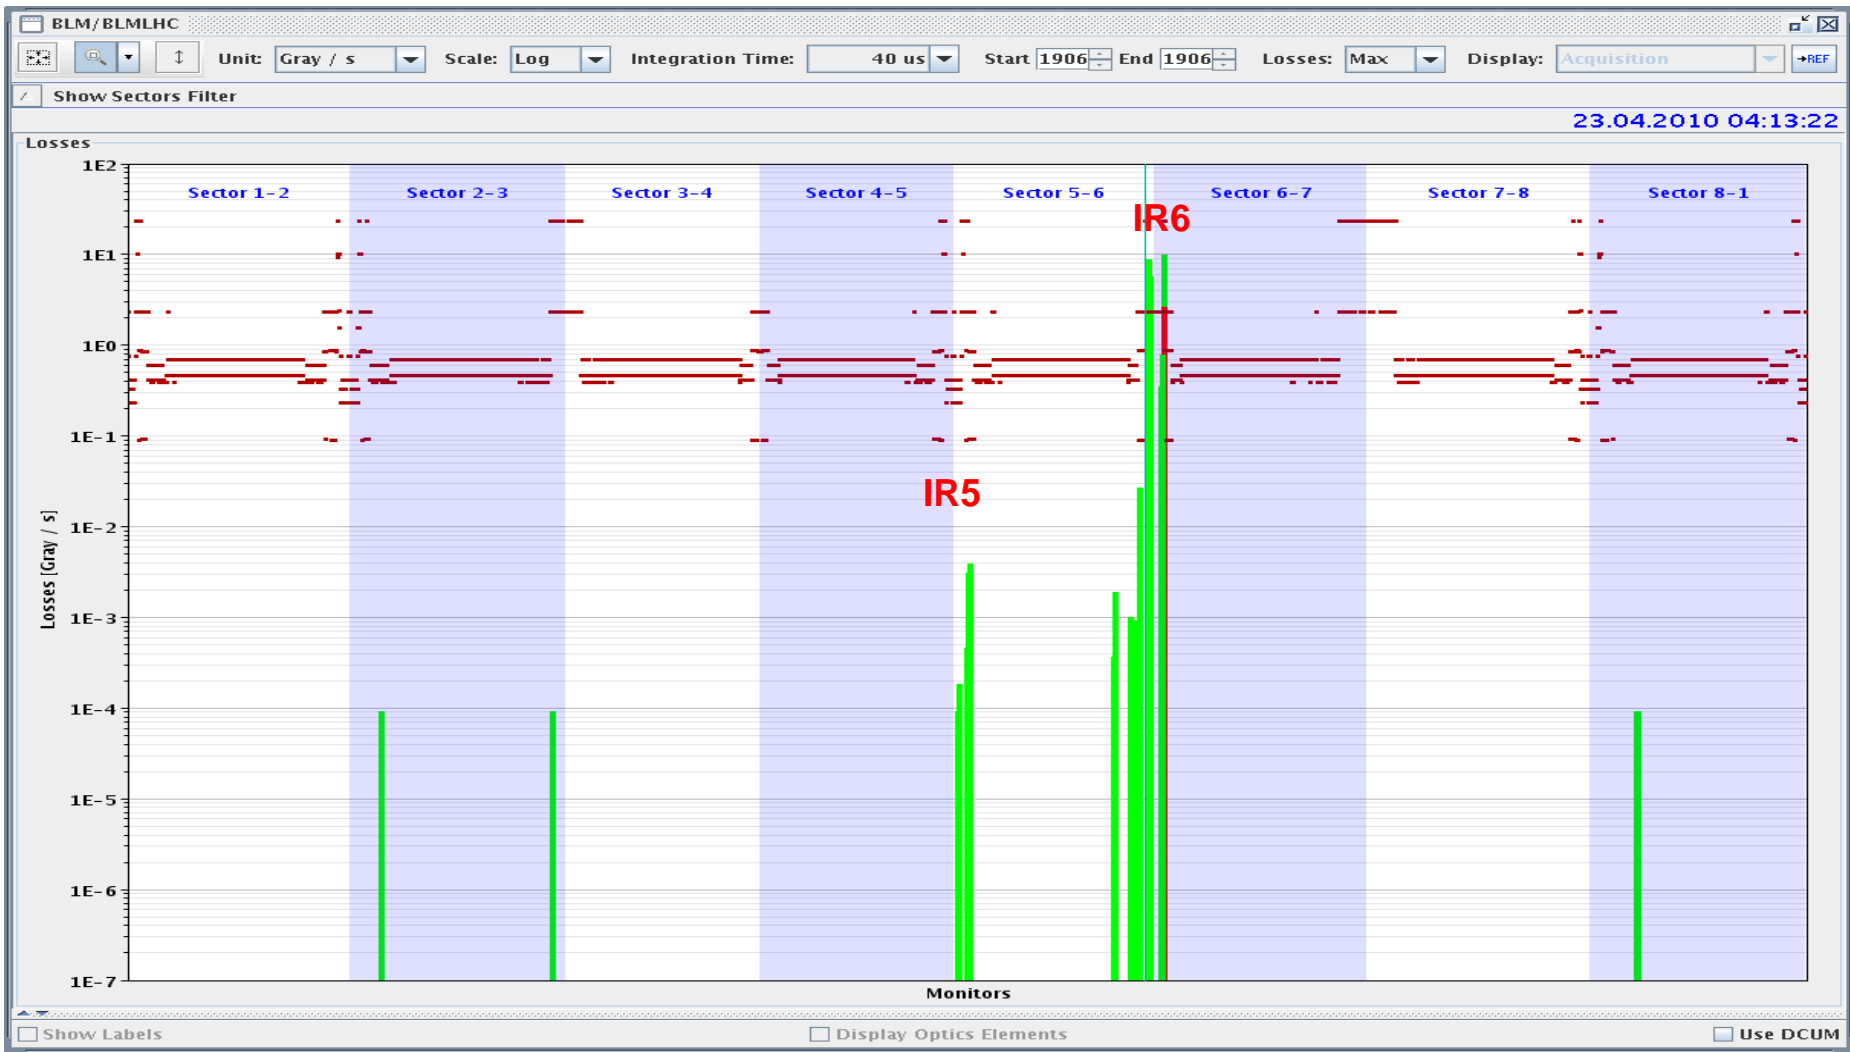 BLM/BLMLHC
Unit: Gray / s Scale: Log Integration Time: 40 us Start 1906 End 1906 Losses: Max Display: Acquisition →REF
Show Sectors Filter
23.04.2010 04:13:22
Losses
1E2
Sector 1-2 Sector 2-3 Sector 3-4 Sector 4-5 Sector 5-6 Sector 6-7 Sector 7-8 Sector 8-1
IR6
1E1
1E0
1E-1
IR5
1E-2
1E-3
1E-4
1E-5
1E-6
1E-7
Losses [Gray / s]
Monitors
Show Labels Display Optics Elements Use DCUM